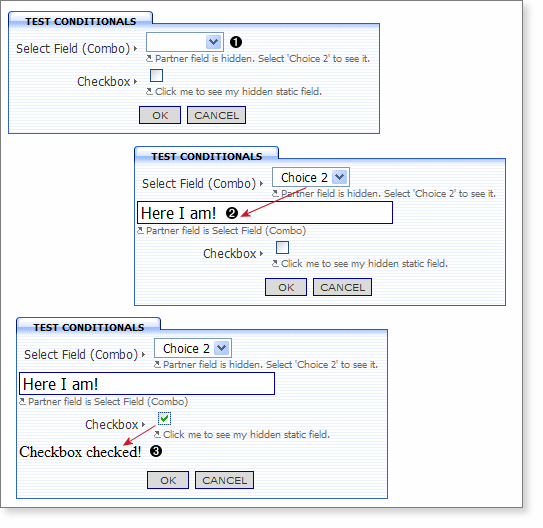 TEST CONDITIONALS
Select Field (Combo) 1
Partner field is hidden. Select 'Choice 2' to see it.
Checkbox
Click me to see my hidden static field.
OK CANCEL
TEST CONDITIONALS
Select Field (Combo) Choice 2
Partner field is hidden. Select 'Choice 2' to see it.
Here I am! 2
Partner field is Select Field (Combo)
Checkbox
Click me to see my hidden static field.
OK CANCEL
TEST CONDITIONALS
Select Field (Combo) Choice 2
Partner field is hidden. Select 'Choice 2' to see it.
Here I am!
Partner field is Select Field (Combo)
Checkbox
Click me to see my hidden static field.
Checkbox checked! 3
OK CANCEL